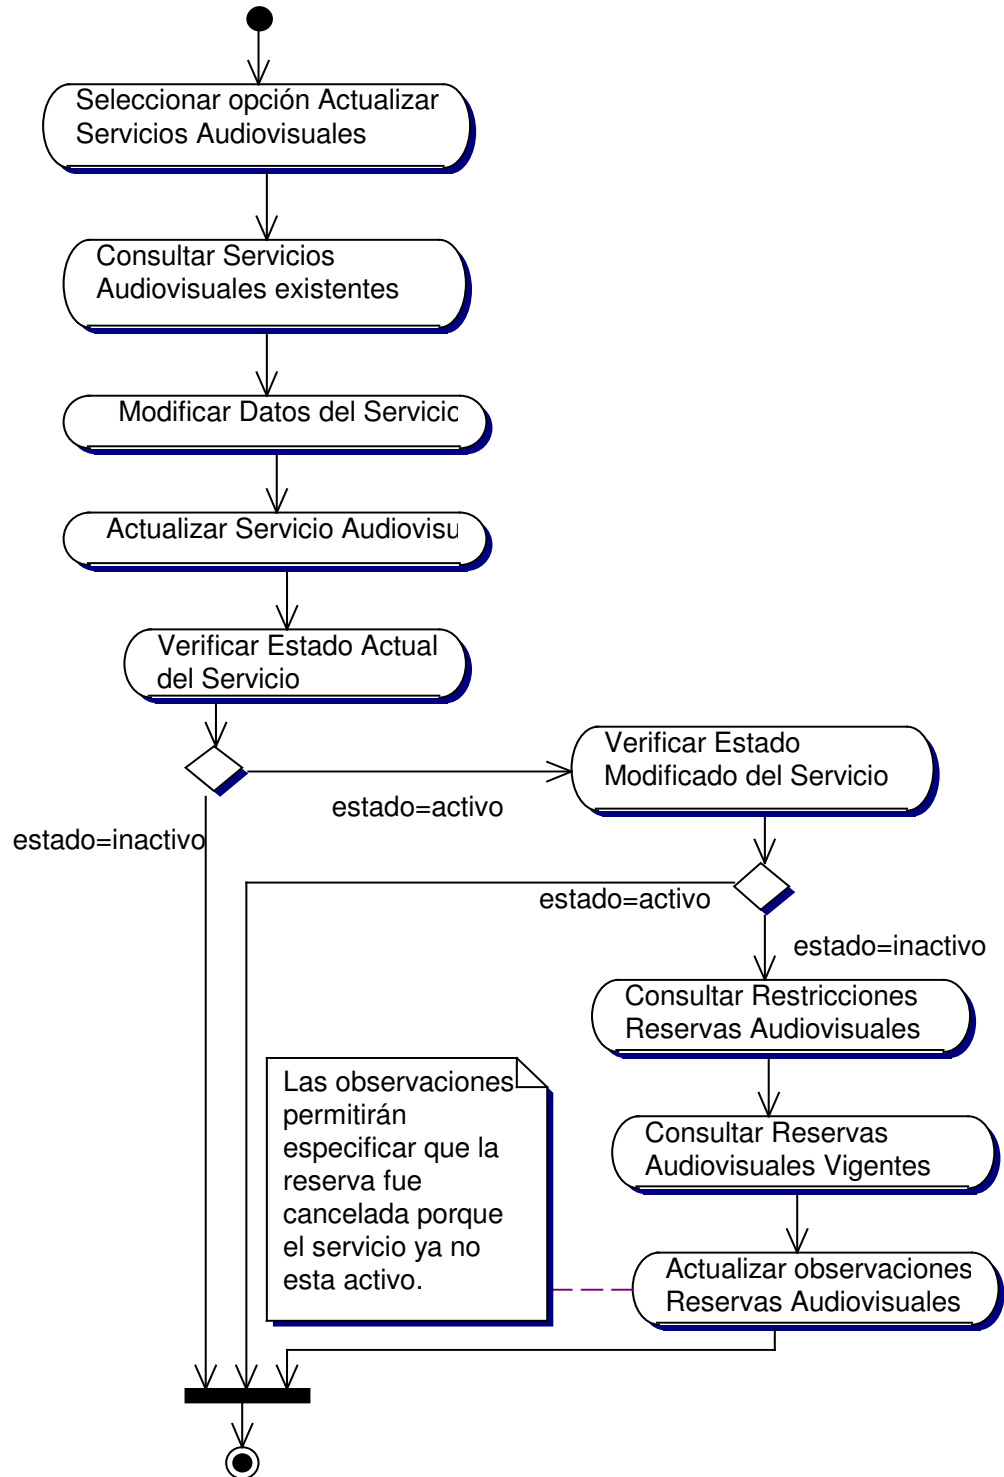 Seleccionar opción Actualizar
Servicios Audiovisuales
Consultar Servicios
Audiovisuales existentes
Modificar Datos del Servicio
Actualizar Servicio Audiovisu
Verificar Estado Actual
del Servicio
Verificar Estado
Modificado del Servicio
estado=activo
estado=inactivo
estado=activo
estado=inactivo
Consultar Restricciones
Reservas Audiovisuales
Las observaciones
permitirán
especificar que la
reserva fue
cancelada porque
el servicio ya no
esta activo.
Consultar Reservas
Audiovisuales Vigentes
Actualizar observaciones
Reservas Audiovisuales